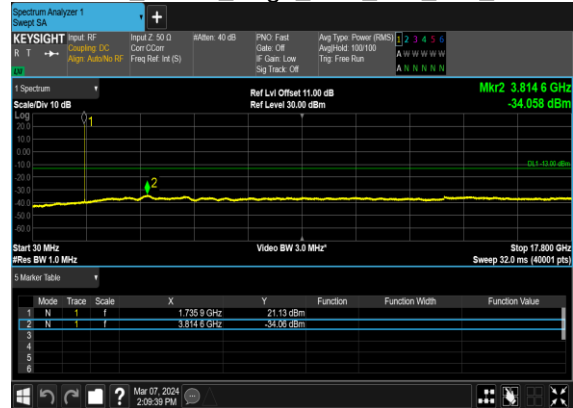 Spectrum Analyzer 1
Swept SA
KEYSIGHT Input: RF Input Z: 50 Ω #Atten: 40 dB PNO: Fast Avg Type: Power (RMS) 1 2 3 4 5 6
R T Coupling: DC Corr CCorr Gate: Off Avg|Hold: 100/100 A W W W W W
Align: Auto/No RF Freq Ref: Int (S) IF Gain: Low Trig: Free Run
LXI Sig Track: Off A N N N N N
1 Spectrum Ref Lvl Offset 11.00 dB Mkr2 3.814 6 GHz
Scale/Div 10 dB Ref Level 30.00 dBm -34.058 dBm
Log
20.0
10.0
0.00
-10.0
-20.0
-30.0
-40.0
-50.0
-60.0
1
2
DL1 -13.00 dBm
Start 30 MHz Video BW 3.0 MHz* Stop 17.800 GHz
#Res BW 1.0 MHz Sweep 32.0 ms (40001 pts)
5 Marker Table
Mode Trace Scale X Y Function Function Width Function Value
1 N 1 f 1.735 9 GHz 21.13 dBm
2 N 1 f 3.814 6 GHz -34.06 dBm
3
4
5
6
? Mar 07, 2024
2:09:39 PM